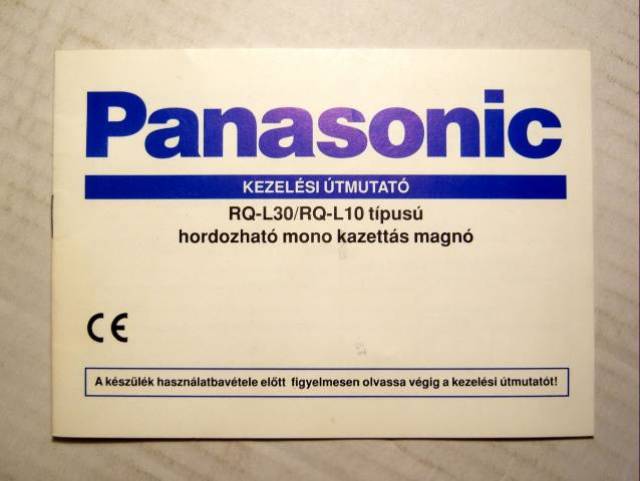 Panasonic
KEZELÉSI ÚTMUTATÓ
RQ-L30/RQ-L10 típusú
hordozható mono kazettás magnó
CE
A készülék használatbavétele előtt figyelmesen olvassa végig a kezelési útmutatót!